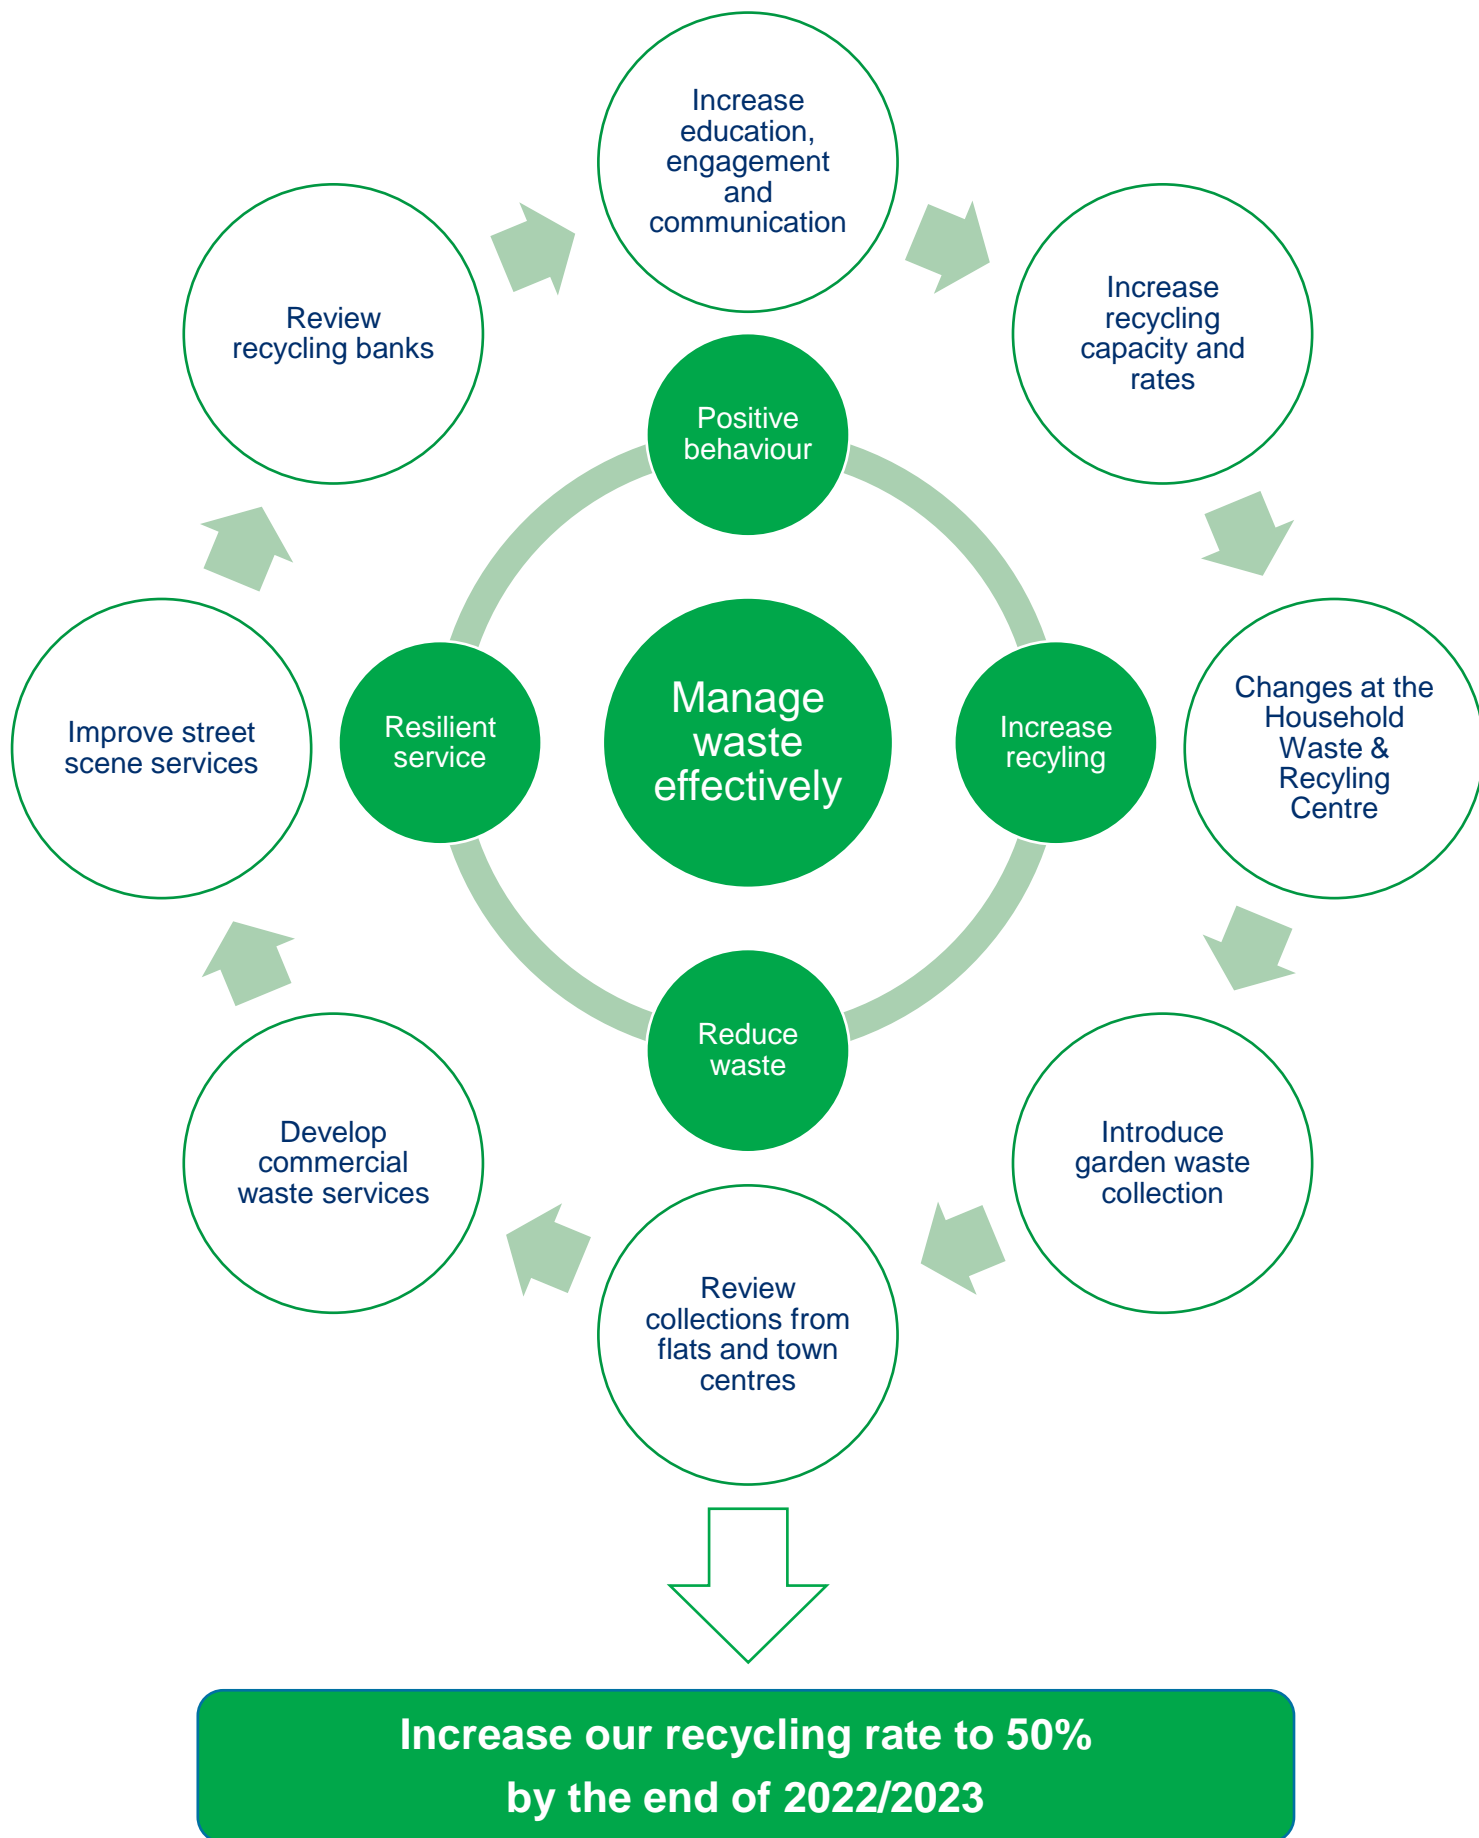 Increase
education,
engagement
and
communication
Increase
recycling
capacity and
rates
Changes at the
Household
Waste &
Recyling
Centre
Introduce
garden waste
collection
Review
collections from
flats and town
centres
Develop
commercial
waste services
Improve street
scene services
Review
recycling banks
Positive
behaviour
Increase
recyling
Reduce
waste
Resilient
service
Manage
waste
effectively
Increase our recycling rate to 50%
by the end of 2022/2023